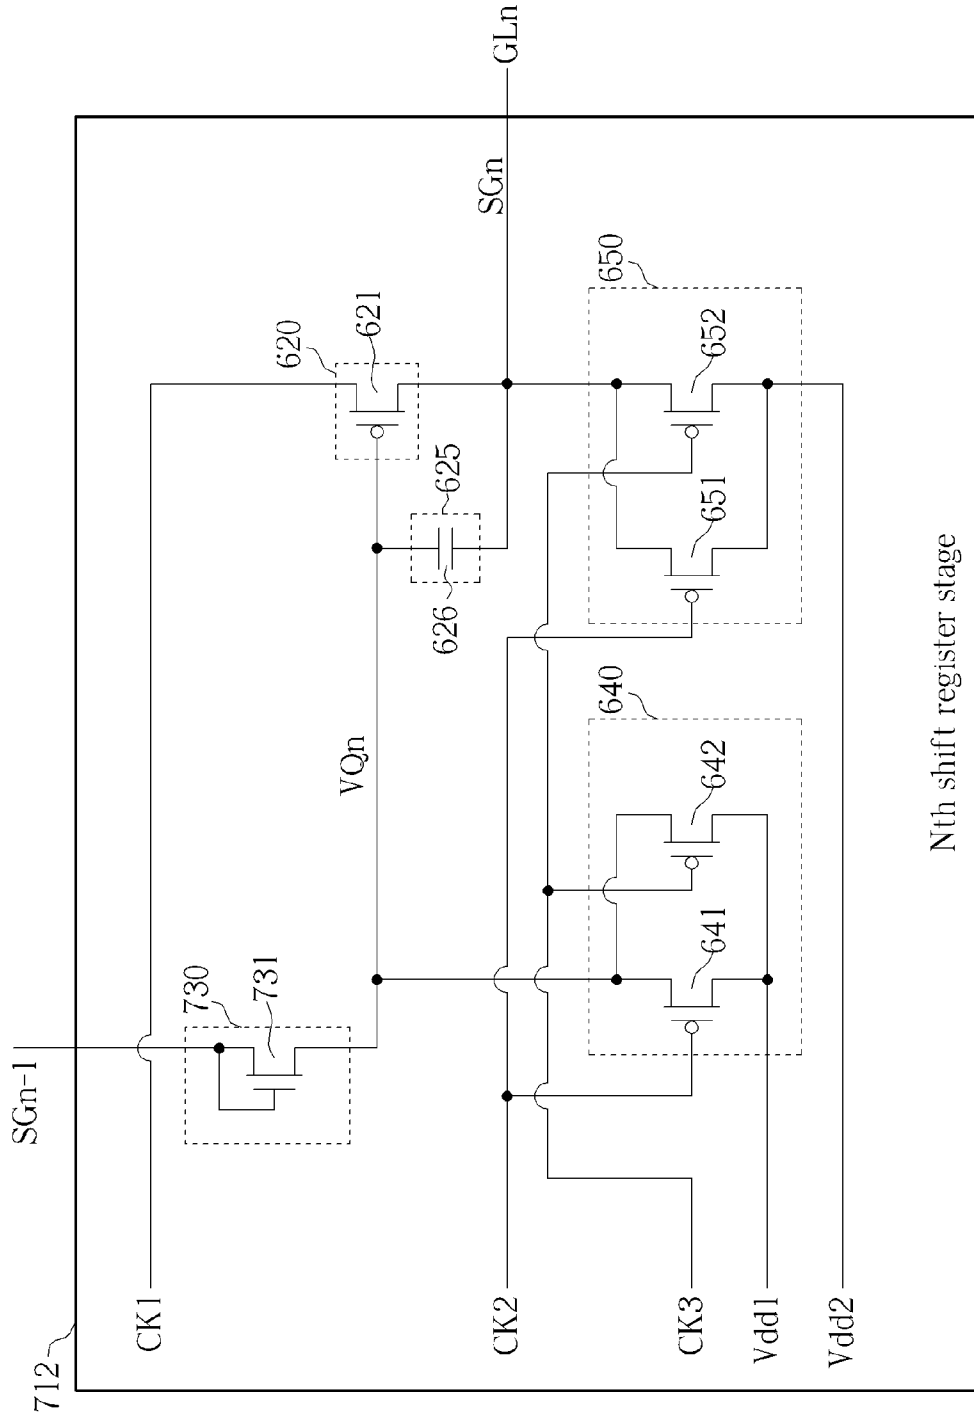 712
SGn-1
CK1
730
731
VQn
620
621
625
626
SGn
GLn
CK2
CK3
Vdd1
Vdd2
640
641
642
650
651
652
Nth shift register stage